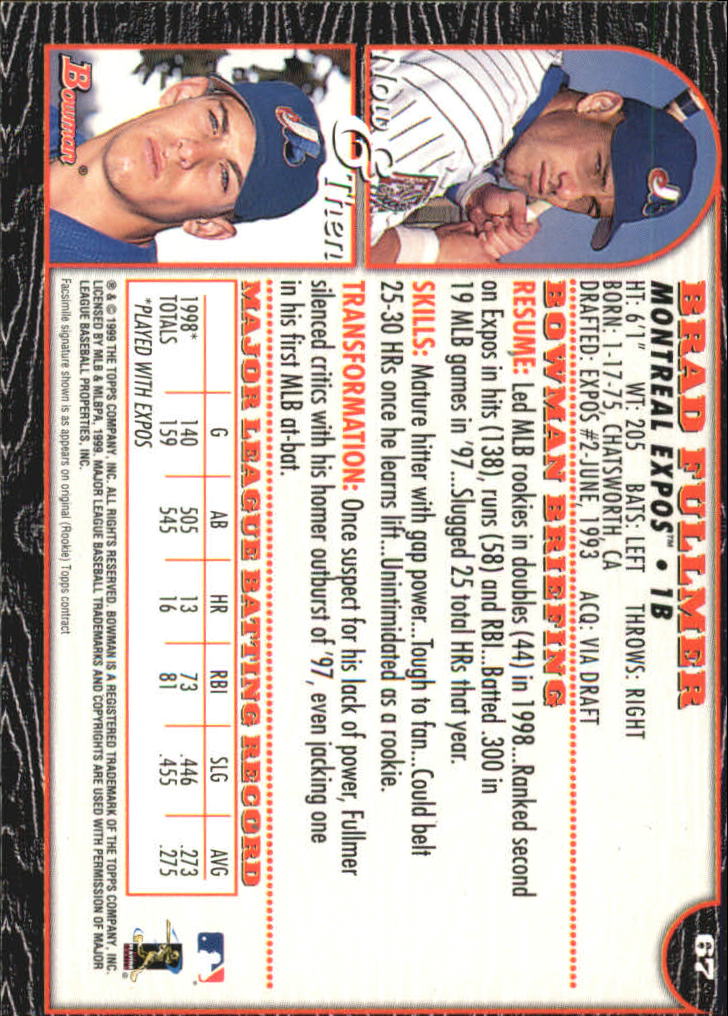 67
BRAD FULLMER
MONTREAL EXPOS™ • 1B
HT: 6'1" WT: 205 BATS: LEFT THROWS: RIGHT
BORN: 1-17-75, CHATSWORTH, CA
DRAFTED: EXPOS #2-JUNE, 1993 ACQ: VIA DRAFT
BOWMAN BRIEFING
RESUME: Led MLB rookies in doubles (44) in 1998...Ranked second
on Expos in hits (138), runs (58) and RBI...Batted .300 in
19 MLB games in '97...Slugged 25 total HRs that year.
SKILLS: Mature hitter with gap power...Tough to fan...Could belt
25-30 HRs once he learns lift...Unintimidated as a rookie.
TRANSFORMATION: Once suspect for his lack of power, Fullmer
silenced critics with his homer outburst of '97, even jacking one
in his first MLB at-bat.
MAJOR LEAGUE BATTING RECORD
G AB HR RBI SLG AVG
1998* 140 505 13 73 .446 .273
TOTALS 159 545 16 81 .455 .275
*PLAYED WITH EXPOS
® & © 1999 THE TOPPS COMPANY, INC. ALL RIGHTS RESERVED. BOWMAN IS A REGISTERED TRADEMARK OF THE TOPPS COMPANY, INC.
LICENSED BY MLB & MLBPA, 1999. MAJOR LEAGUE BASEBALL TRADEMARKS AND COPYRIGHTS ARE USED WITH PERMISSION OF MAJOR
LEAGUE BASEBALL PROPERTIES, INC.
Facsimile signature shown is as appears on original (Rookie) Topps contract
Now &
Then
Bowman®